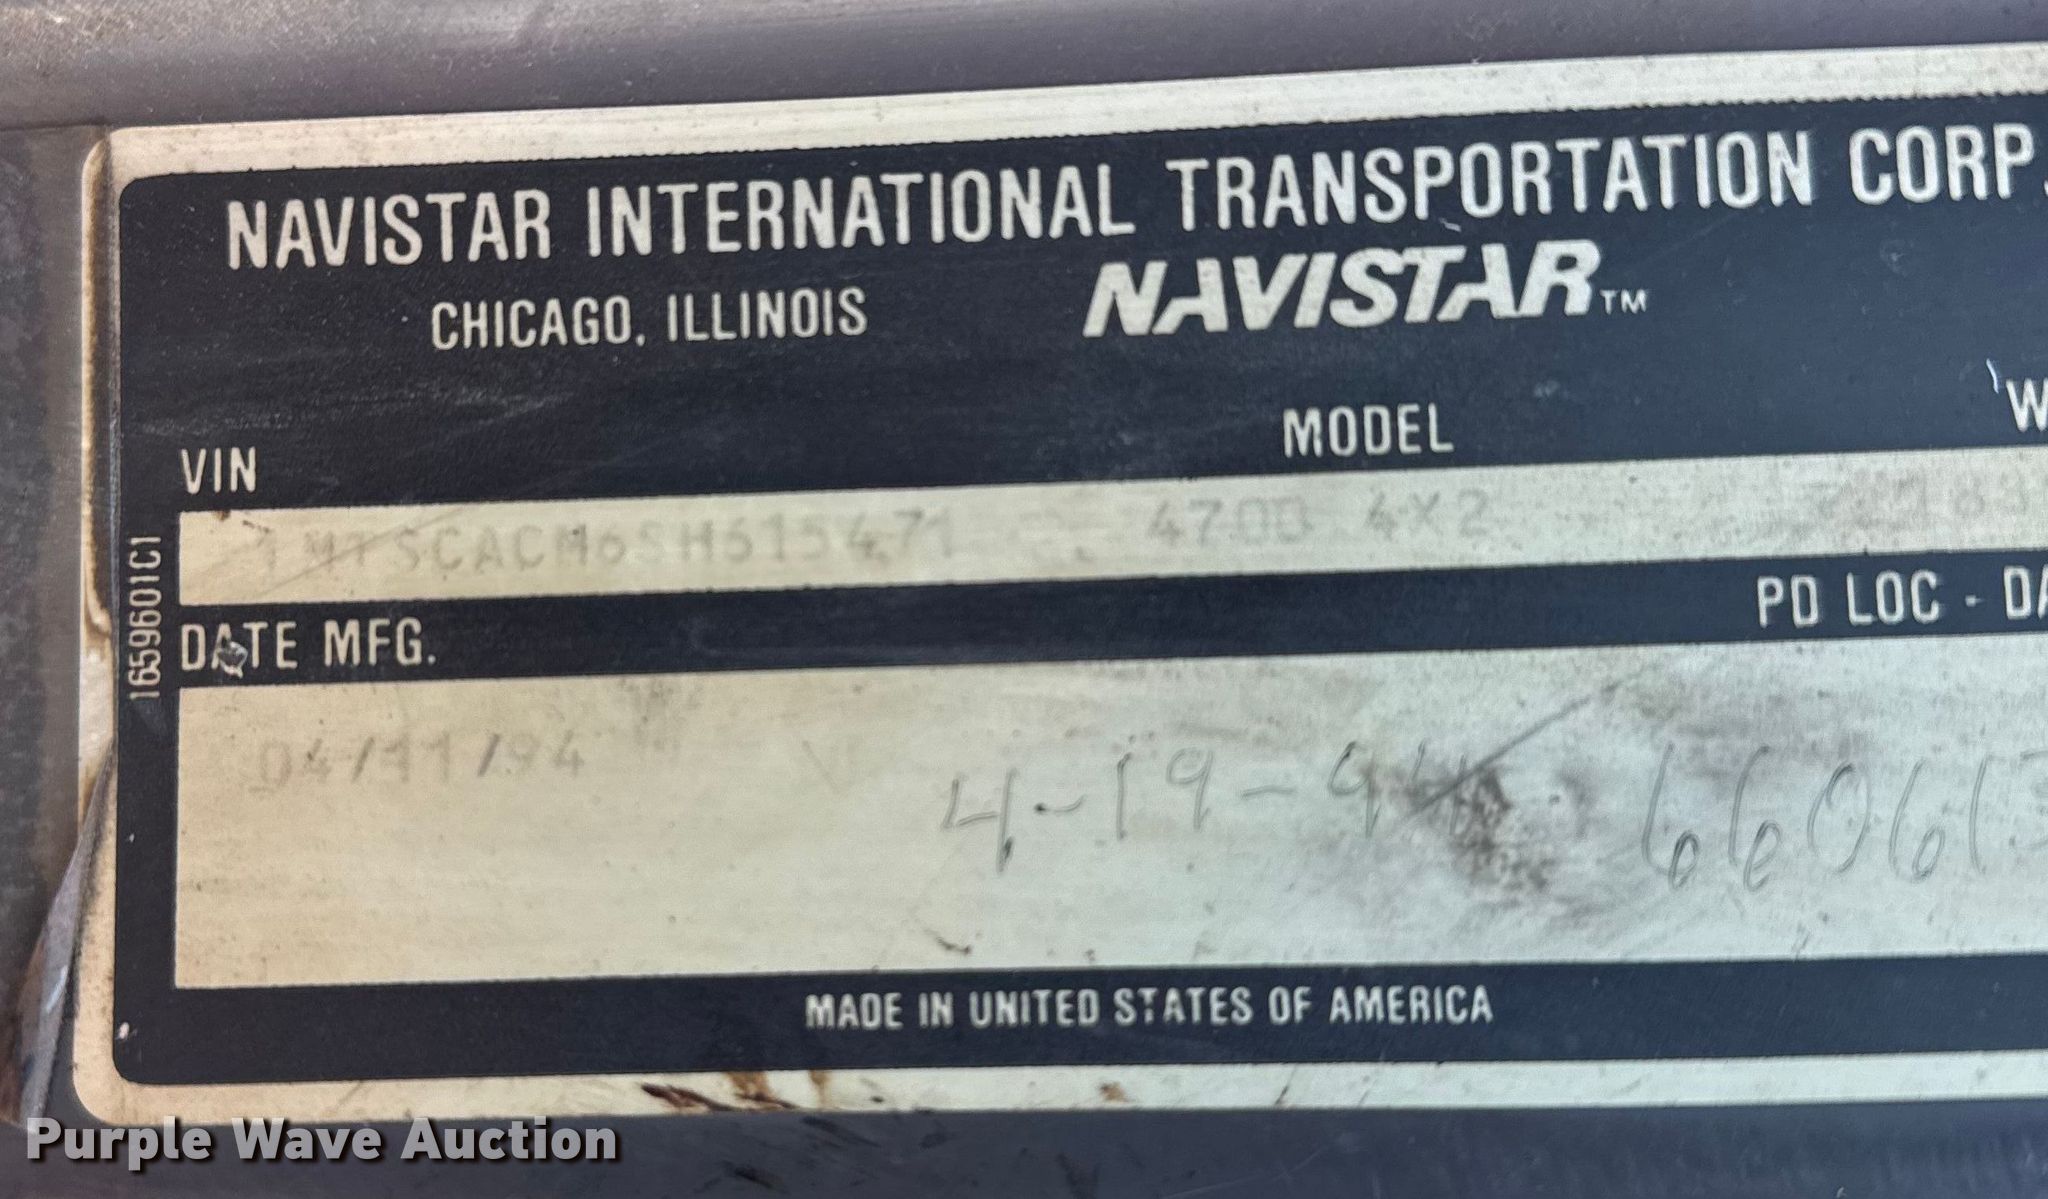 NAVISTAR INTERNATIONAL TRANSPORTATION CORP.
CHICAGO, ILLINOIS NAVISTAR™
VIN MODEL W
4700 4X2
1659601C1
DATE MFG. PD LOC - DA
04/11/94 4-19-94 660613
MADE IN UNITED STATES OF AMERICA
Purple Wave Auction